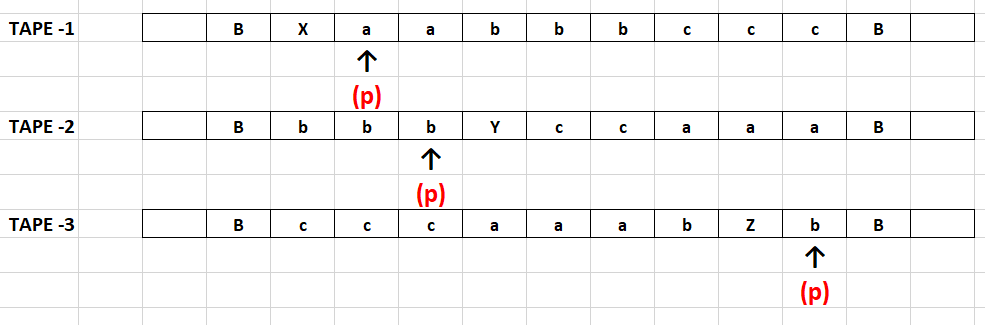 TAPE -1 B X a a b b b c c c B
(p)
TAPE -2 B b b b Y c c a a a B
(p)
TAPE -3 B c c c a a a b Z b B
(p)